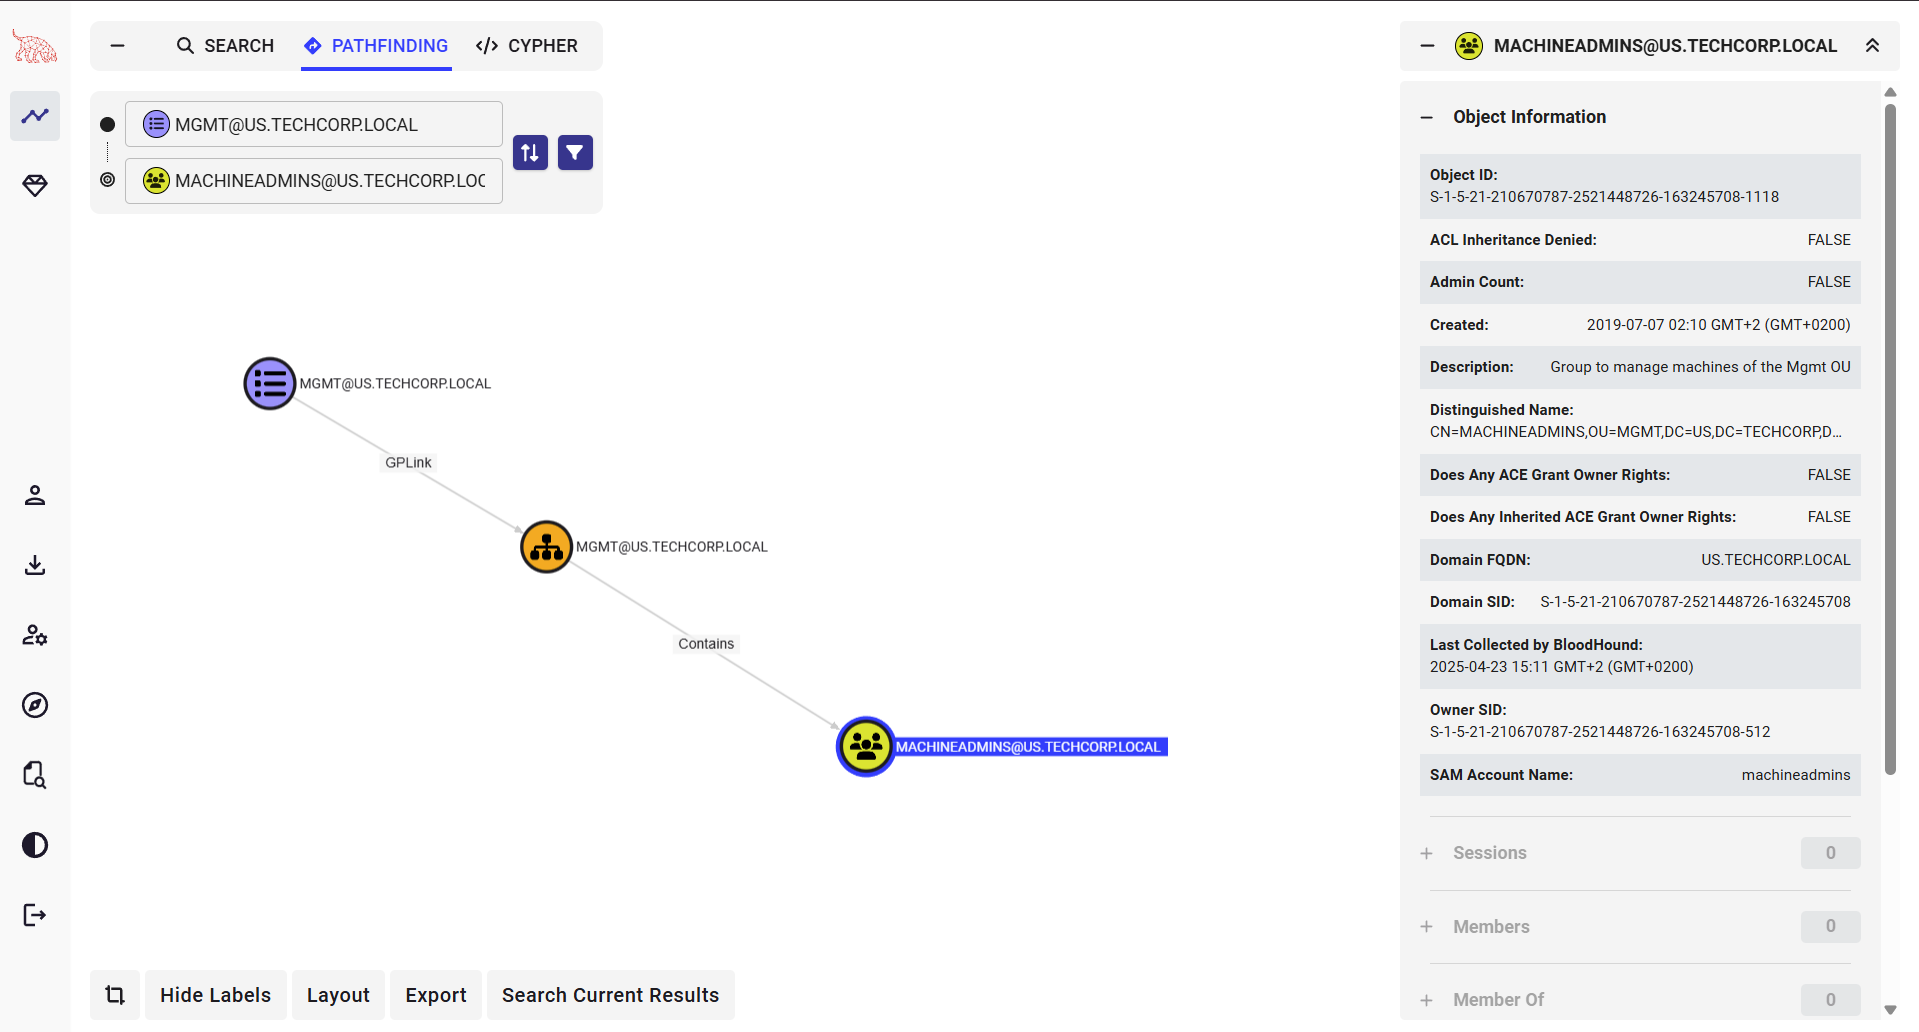 SEARCH
PATHFINDING
CYPHER
MGMT@US.TECHCORP.LOCAL
MACHINEADMINS@US.TECHCORP.LOC
MGMT@US.TECHCORP.LOCAL
GPLink
MGMT@US.TECHCORP.LOCAL
Contains
MACHINEADMINS@US.TECHCORP.LOCAL
Hide Labels
Layout
Export
Search Current Results
MACHINEADMINS@US.TECHCORP.LOCAL
Object Information
Object ID:
S-1-5-21-210670787-2521448726-163245708-1118
ACL Inheritance Denied: FALSE
Admin Count: FALSE
Created: 2019-07-07 02:10 GMT+2 (GMT+0200)
Description: Group to manage machines of the Mgmt OU
Distinguished Name:
CN=MACHINEADMINS,OU=MGMT,DC=US,DC=TECHCORP,D...
Does Any ACE Grant Owner Rights: FALSE
Does Any Inherited ACE Grant Owner Rights: FALSE
Domain FQDN: US.TECHCORP.LOCAL
Domain SID: S-1-5-21-210670787-2521448726-163245708
Last Collected by BloodHound:
2025-04-23 15:11 GMT+2 (GMT+0200)
Owner SID:
S-1-5-21-210670787-2521448726-163245708-512
SAM Account Name: machineadmins
Sessions 0
Members 0
Member Of 0